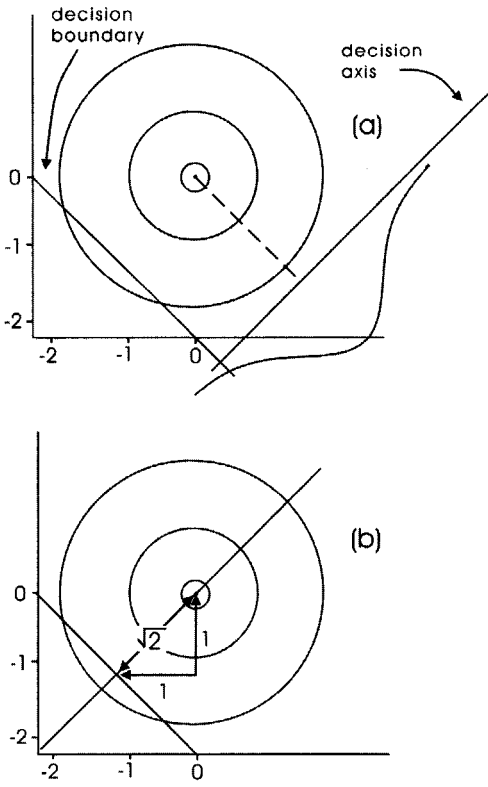 decision
boundary
decision
axis
(a)
0
-1
-2
-2 -1 0
(b)
0
√2 1
-1
1
-2
-2 -1 0